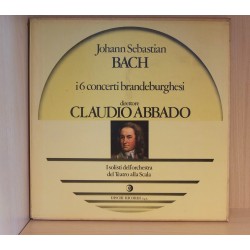 Johann Sebastian
BACH
i 6 concerti brandeburghesi
direttore
CLAUDIO ABBADO
I solisti dell'orchestra
del Teatro alla Scala